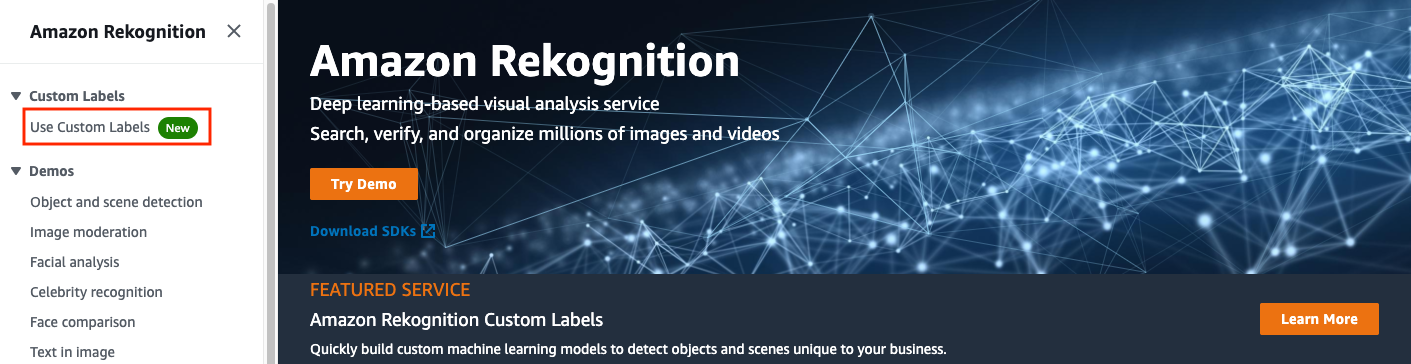 Amazon Rekognition
Custom Labels
Use Custom Labels New
Demos
Object and scene detection
Image moderation
Facial analysis
Celebrity recognition
Face comparison
Text in image
Amazon Rekognition
Deep learning-based visual analysis service
Search, verify, and organize millions of images and videos
Try Demo
Download SDKs
FEATURED SERVICE
Amazon Rekognition Custom Labels
Quickly build custom machine learning models to detect objects and scenes unique to your business.
Learn More